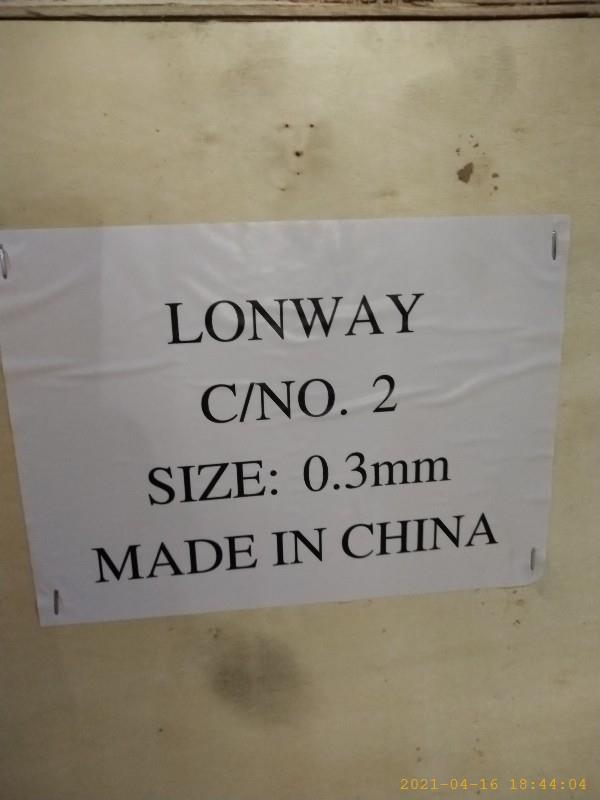 LONWAY
C/NO. 2
SIZE: 0.3mm
MADE IN CHINA
2021-04-16 18:44:04